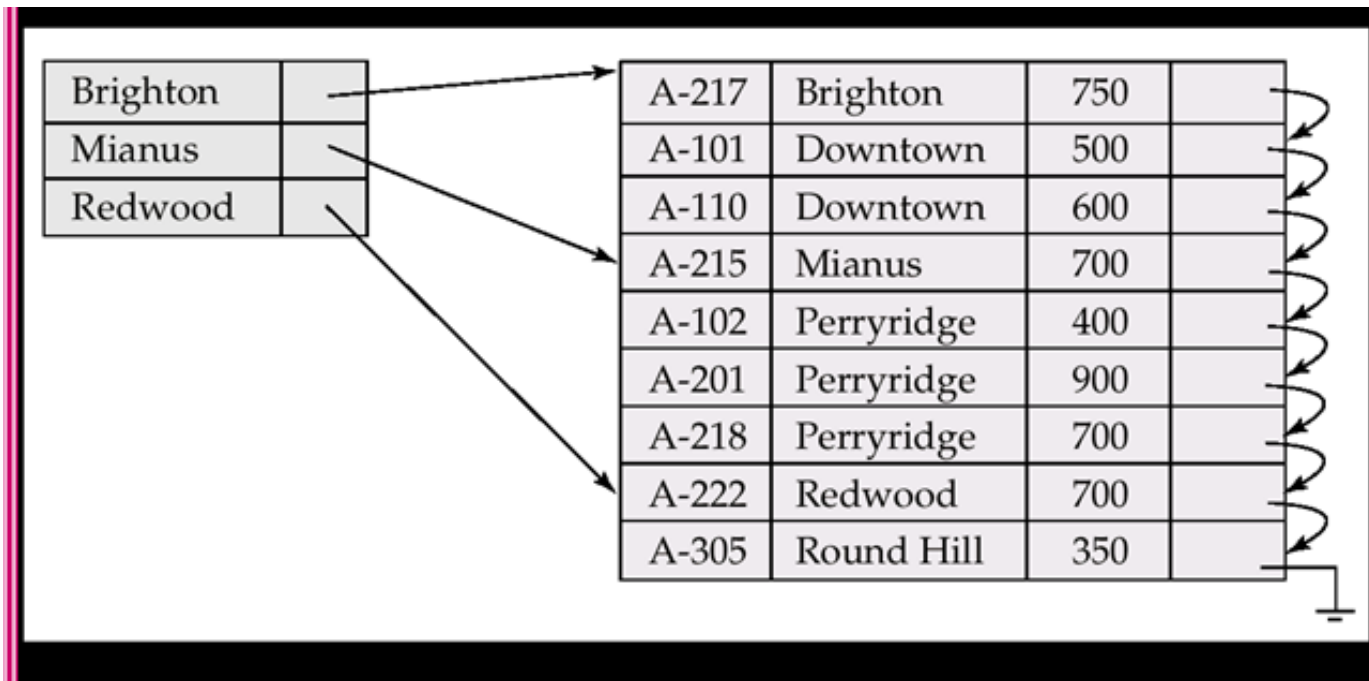 Brighton
Mianus
Redwood
A-217 Brighton 750
A-101 Downtown 500
A-110 Downtown 600
A-215 Mianus 700
A-102 Perryridge 400
A-201 Perryridge 900
A-218 Perryridge 700
A-222 Redwood 700
A-305 Round Hill 350